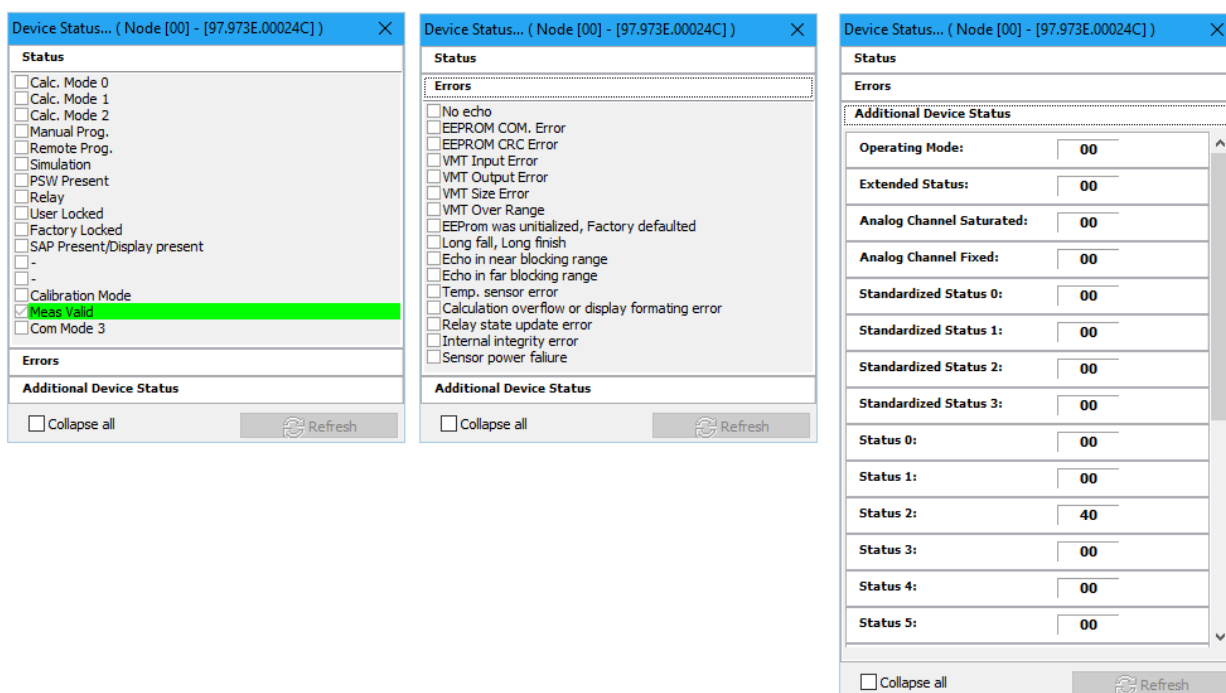 Device Status... ( Node [00] - [97.973E.00024C] )
Status
Calc. Mode 0
Calc. Mode 1
Calc. Mode 2
Manual Prog.
Remote Prog.
Simulation
PSW Present
Relay
User Locked
Factory Locked
SAP Present/Display present
-
-
Calibration Mode
Meas Valid
Com Mode 3
Errors
Additional Device Status
Collapse all
Refresh
Device Status... ( Node [00] - [97.973E.00024C] )
Status
Errors
No echo
EEPROM COM. Error
EEPROM CRC Error
VMT Input Error
VMT Output Error
VMT Size Error
VMT Over Range
EEProm was unitialized, Factory defaulted
Long fall, Long finish
Echo in near blocking range
Echo in far blocking range
Temp. sensor error
Calculation overflow or display formating error
Relay state update error
Internal integrity error
Sensor power faliure
Additional Device Status
Collapse all
Refresh
Device Status... ( Node [00] - [97.973E.00024C] )
Status
Errors
Additional Device Status
Operating Mode: 00
Extended Status: 00
Analog Channel Saturated: 00
Analog Channel Fixed: 00
Standardized Status 0: 00
Standardized Status 1: 00
Standardized Status 2: 00
Standardized Status 3: 00
Status 0: 00
Status 1: 00
Status 2: 40
Status 3: 00
Status 4: 00
Status 5: 00
Collapse all
Refresh